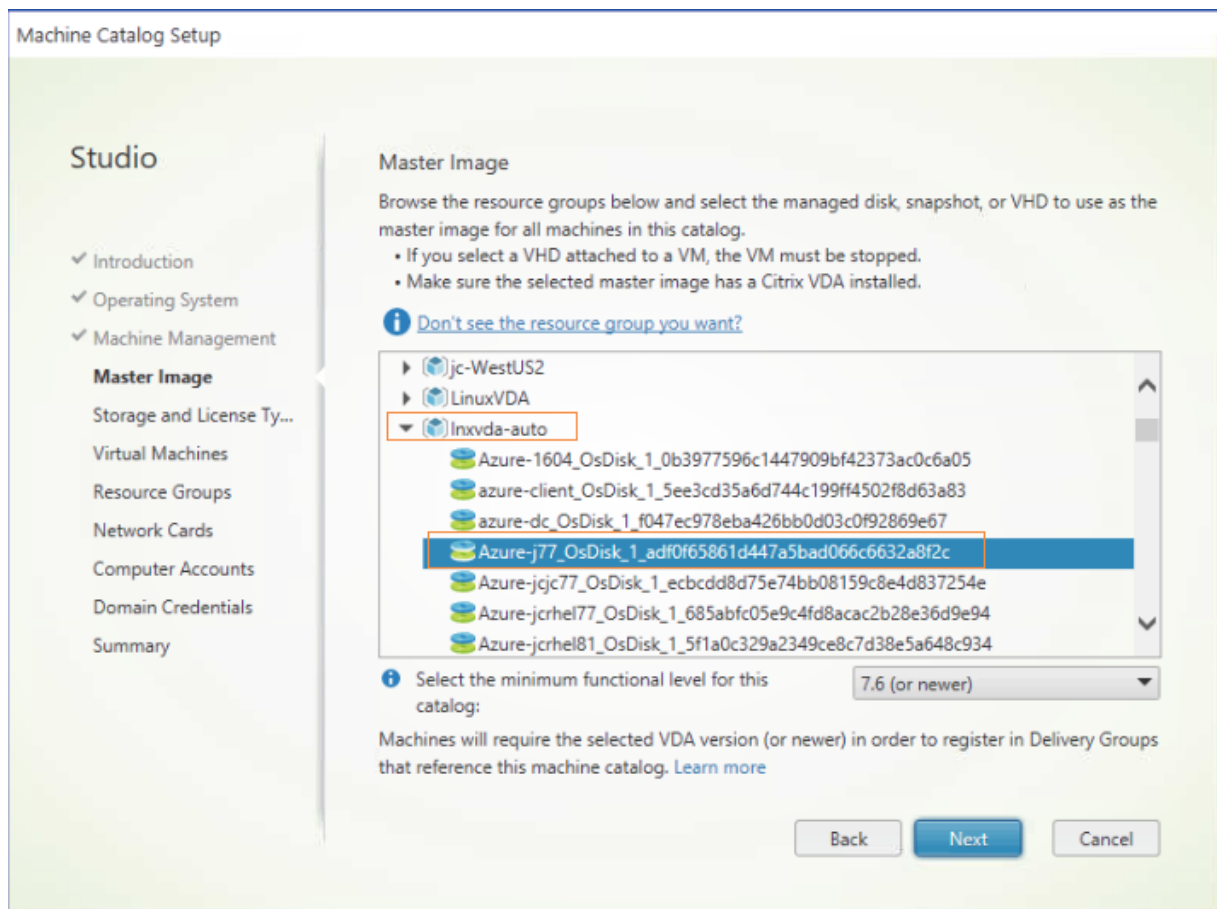 Machine Catalog Setup
Studio
✓ Introduction
✓ Operating System
✓ Machine Management
Master Image
Storage and License Ty...
Virtual Machines
Resource Groups
Network Cards
Computer Accounts
Domain Credentials
Summary
Master Image
Browse the resource groups below and select the managed disk, snapshot, or VHD to use as the
master image for all machines in this catalog.
• If you select a VHD attached to a VM, the VM must be stopped.
• Make sure the selected master image has a Citrix VDA installed.
Don't see the resource group you want?
jc-WestUS2
LinuxVDA
lnxvda-auto
Azure-1604_OsDisk_1_0b3977596c1447909bf42373ac0c6a05
azure-client_OsDisk_1_5ee3cd35a6d744c199ff4502f8d63a83
azure-dc_OsDisk_1_f047ec978eba426bb0d03c0f92869e67
Azure-j77_OsDisk_1_adf0f65861d447a5bad066c6632a8f2c
Azure-jcjc77_OsDisk_1_ecbcdd8d75e74bb08159c8e4d837254e
Azure-jcrhel77_OsDisk_1_685abfc05e9c4fd8acac2b28e36d9e94
Azure-jcrhel81_OsDisk_1_5f1a0c329a2349ce8c7d38e5a648c934
Select the minimum functional level for this
catalog:
7.6 (or newer)
Machines will require the selected VDA version (or newer) in order to register in Delivery Groups
that reference this machine catalog. Learn more
Back
Next
Cancel